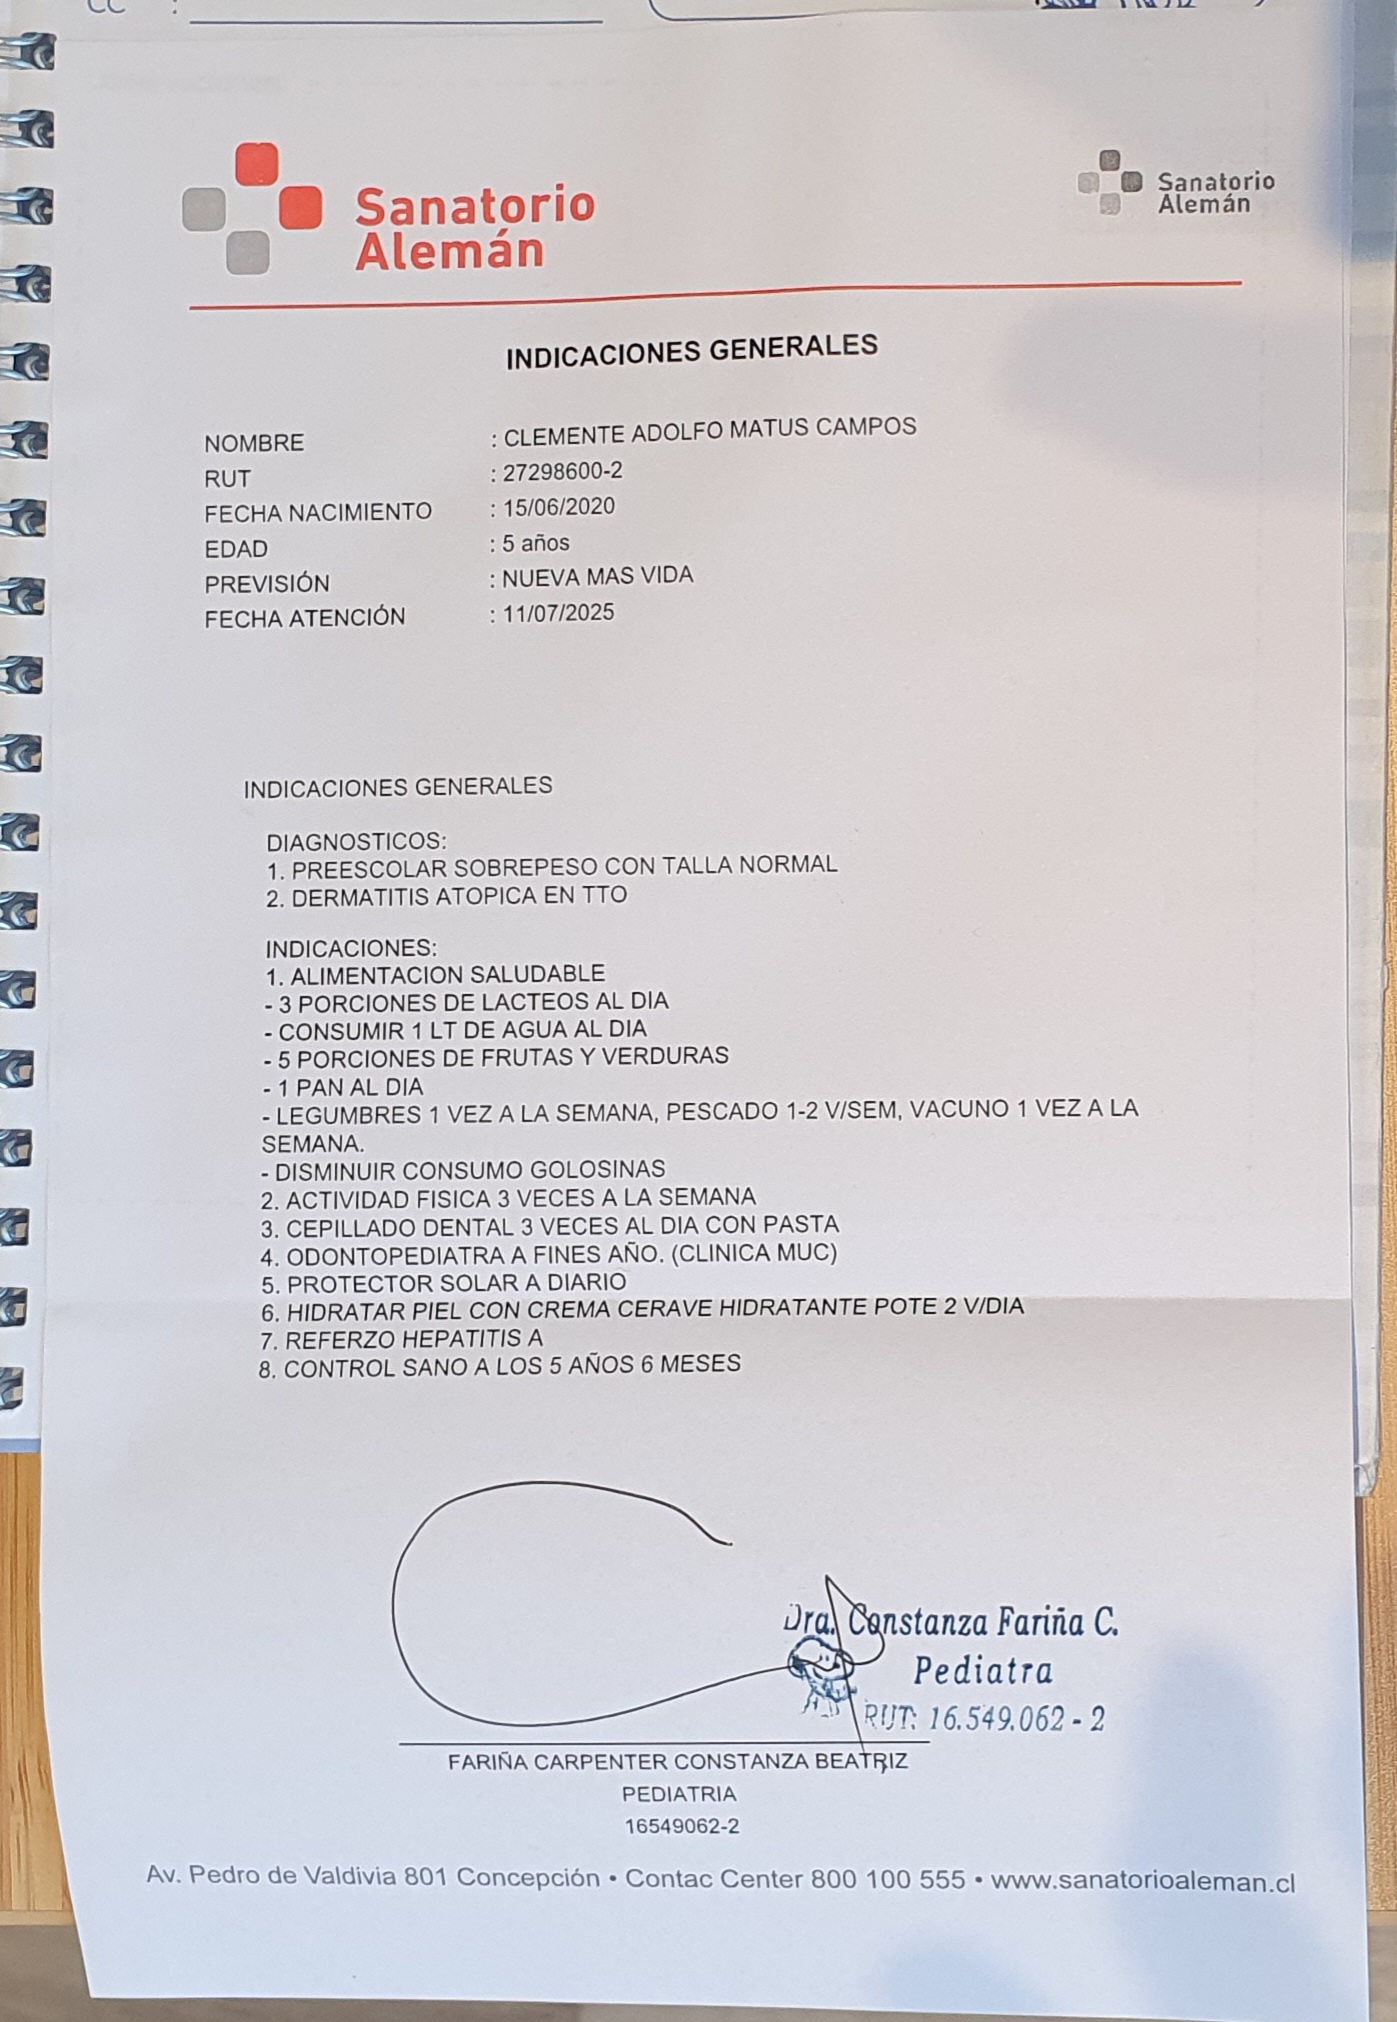 Sanatorio
Alemán
Sanatorio
Alemán
INDICACIONES GENERALES
NOMBRE : CLEMENTE ADOLFO MATUS CAMPOS
RUT : 27298600-2
FECHA NACIMIENTO : 15/06/2020
EDAD : 5 años
PREVISIÓN : NUEVA MAS VIDA
FECHA ATENCIÓN : 11/07/2025
INDICACIONES GENERALES
DIAGNOSTICOS:
1. PREESCOLAR SOBREPESO CON TALLA NORMAL
2. DERMATITIS ATOPICA EN TTO
INDICACIONES:
1. ALIMENTACION SALUDABLE
- 3 PORCIONES DE LACTEOS AL DIA
- CONSUMIR 1 LT DE AGUA AL DIA
- 5 PORCIONES DE FRUTAS Y VERDURAS
- 1 PAN AL DIA
- LEGUMBRES 1 VEZ A LA SEMANA, PESCADO 1-2 V/SEM, VACUNO 1 VEZ A LA
SEMANA.
- DISMINUIR CONSUMO GOLOSINAS
2. ACTIVIDAD FISICA 3 VECES A LA SEMANA
3. CEPILLADO DENTAL 3 VECES AL DIA CON PASTA
4. ODONTOPEDIATRA A FINES AÑO. (CLINICA MUC)
5. PROTECTOR SOLAR A DIARIO
6. HIDRATAR PIEL CON CREMA CERAVE HIDRATANTE POTE 2 V/DIA
7. REFERZO HEPATITIS A
8. CONTROL SANO A LOS 5 AÑOS 6 MESES
Dra. Constanza Fariña C.
Pediatra
RUT: 16.549.062 - 2
FARIÑA CARPENTER CONSTANZA BEATRIZ
PEDIATRIA
16549062-2
Av. Pedro de Valdivia 801 Concepción • Contac Center 800 100 555 • www.sanatorioaleman.cl